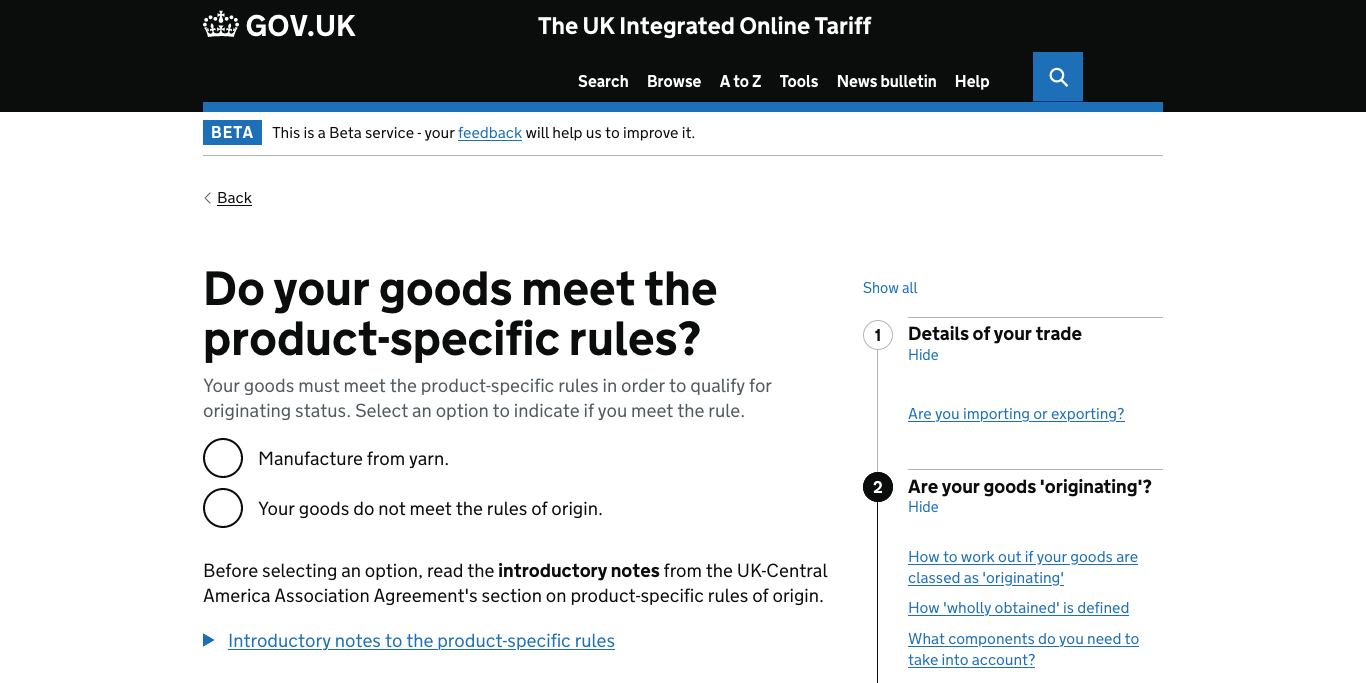 GOV.UK
The UK Integrated Online Tariff
Search Browse A to Z Tools News bulletin Help
BETA This is a Beta service - your feedback will help us to improve it.
Back
Do your goods meet the
product-specific rules?
Your goods must meet the product-specific rules in order to qualify for
originating status. Select an option to indicate if you meet the rule.
Manufacture from yarn.
Your goods do not meet the rules of origin.
Before selecting an option, read the introductory notes from the UK-Central
America Association Agreement's section on product-specific rules of origin.
Introductory notes to the product-specific rules
Show all
1 Details of your trade
Hide
Are you importing or exporting?
2 Are your goods 'originating'?
Hide
How to work out if your goods are
classed as 'originating'
How 'wholly obtained' is defined
What components do you need to
take into account?